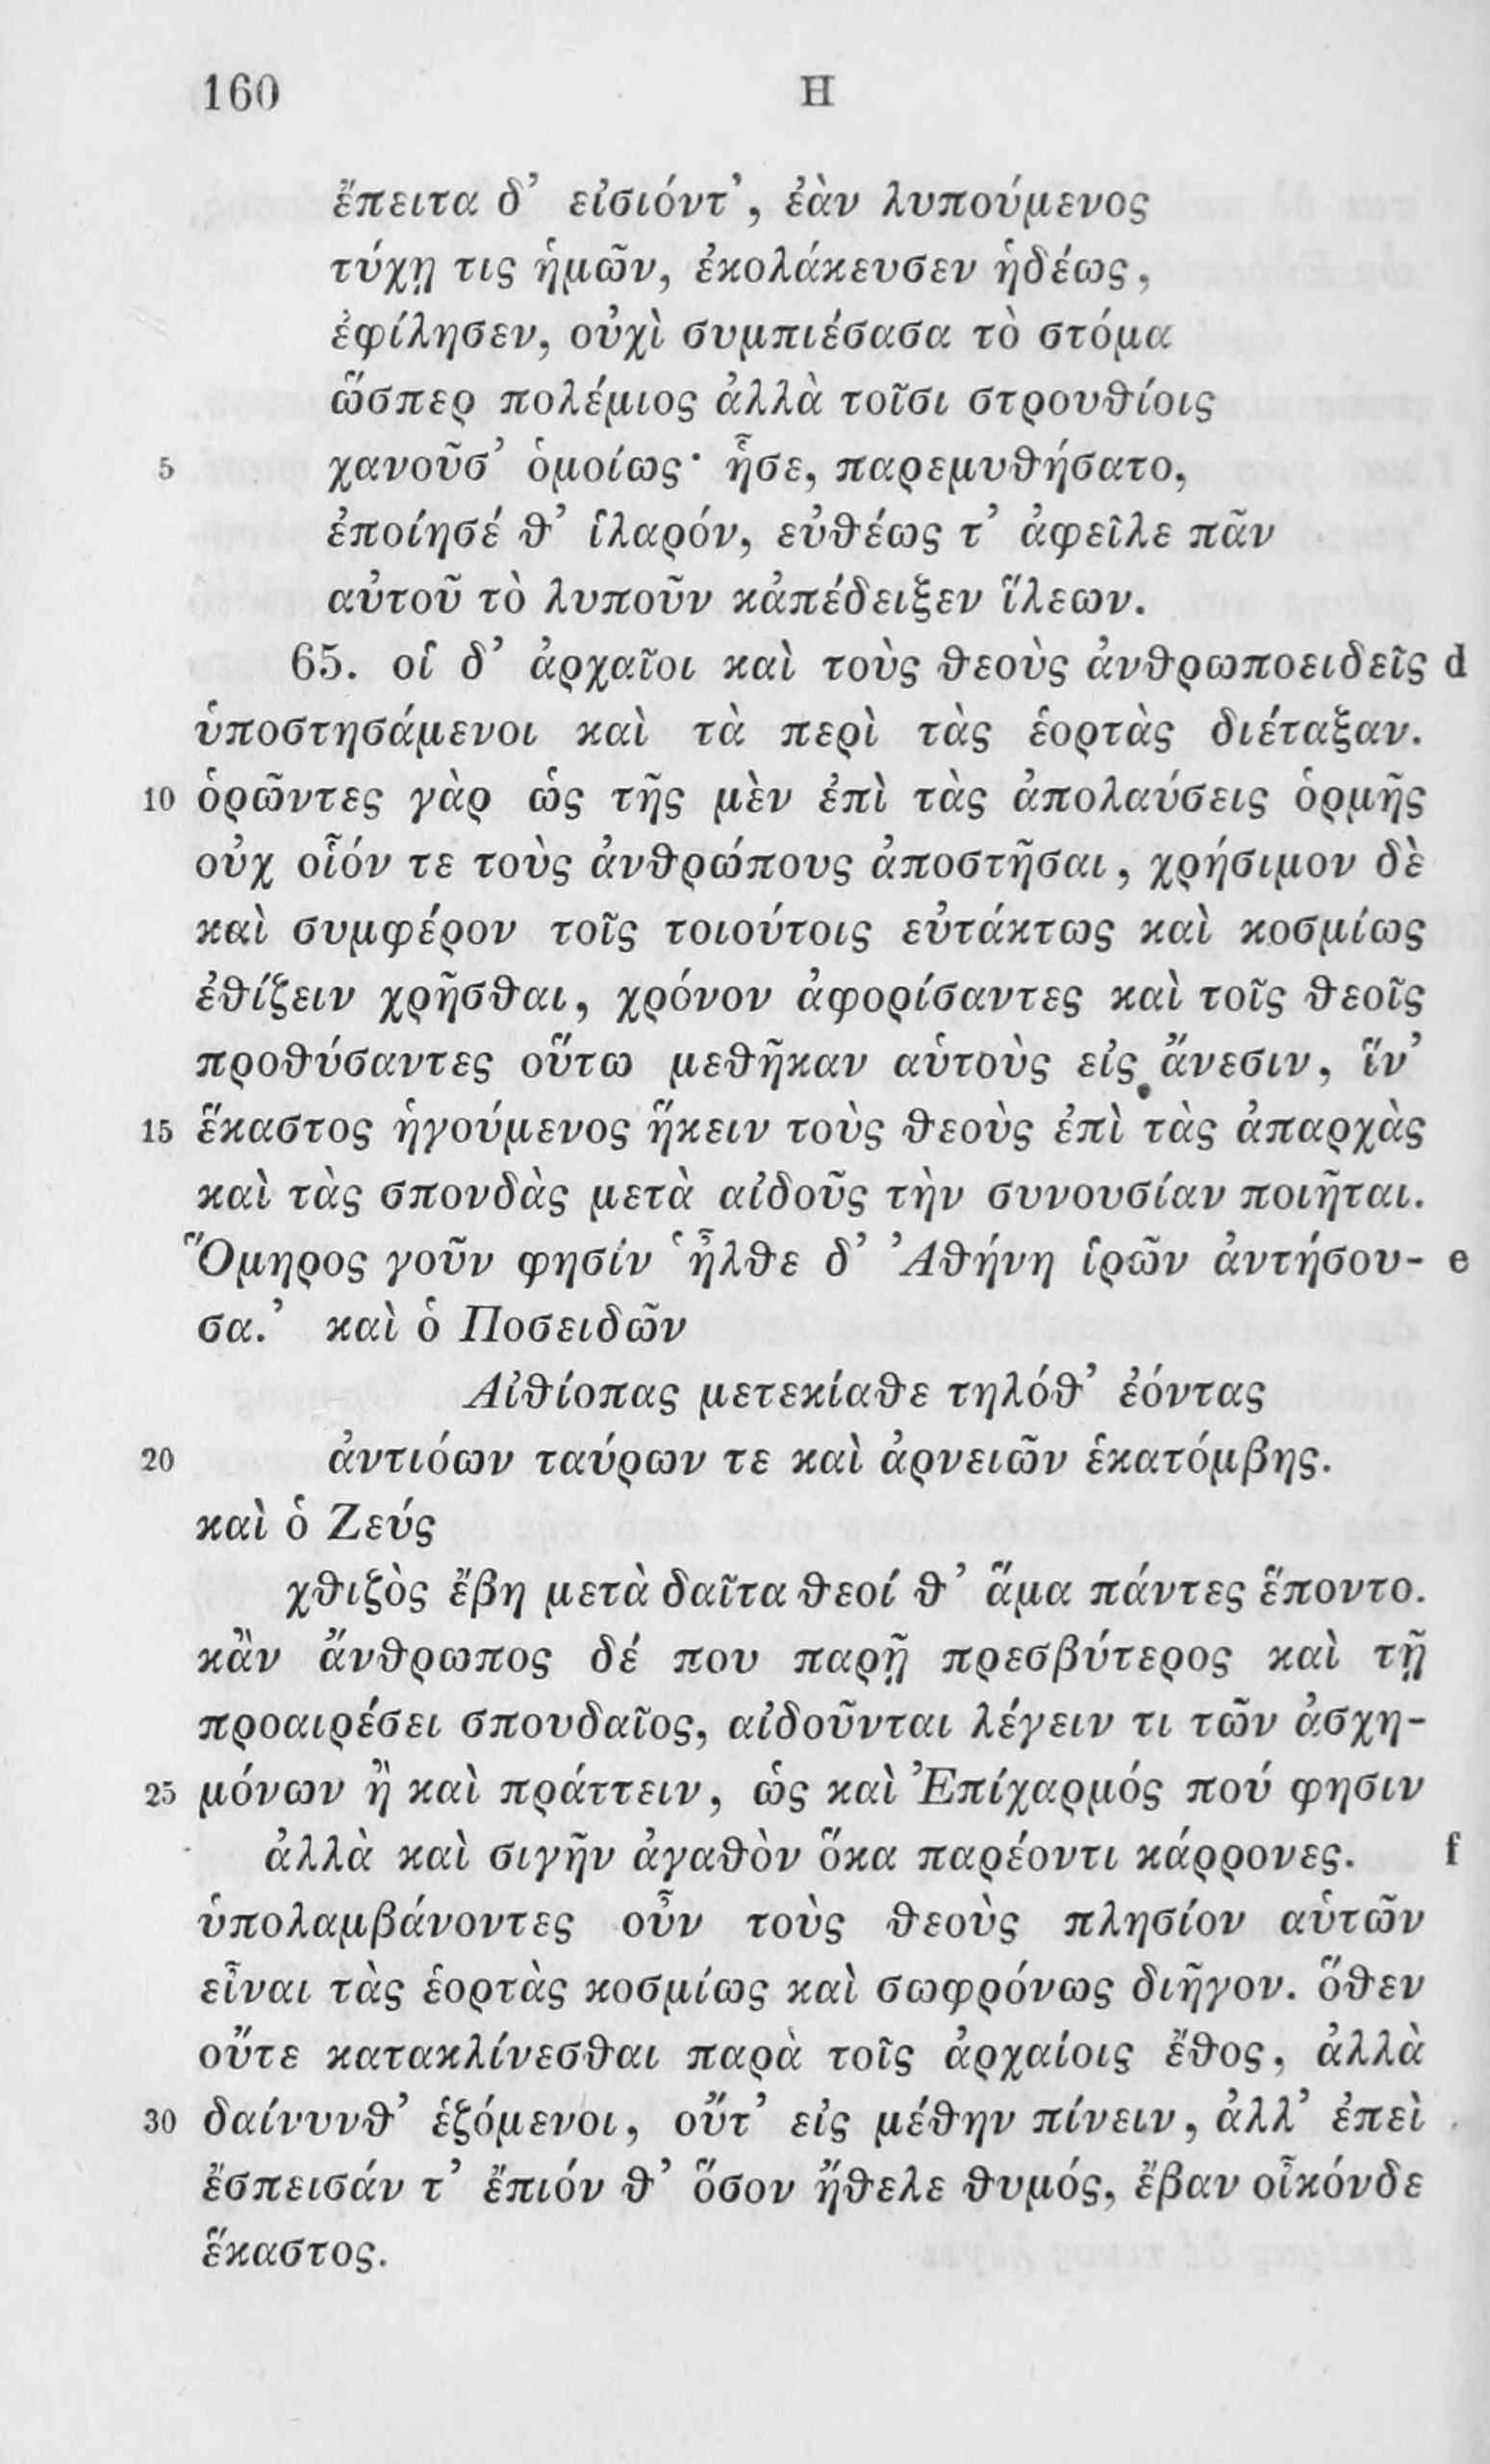 160 Η
ἔπειτα δ’ εἰσιόντ’, ἐὰν λυπούμενος
τύχῃ τις ἡμῶν, ἐκολάκευσεν ἡδέως,
ἐφίλησεν, οὐχὶ συμπιέσασα τὸ στόμα
ὥσπερ πολέμιος ἀλλὰ τοῖσι στρουθίοις
5 χανοῦσ’ ὁμοίως· ᾖσε, παρεμυθήσατο,
ἐποίησέ θ’ ἱλαρόν, εὐθέως τ’ ἀφεῖλε πᾶν
αὐτοῦ τὸ λυποῦν κἀπέδειξεν ἵλεων.
65. οἱ δ’ ἀρχαῖοι καὶ τοὺς θεοὺς ἀνθρωποειδεῖς d
ὑποστησάμενοι καὶ τὰ περὶ τὰς ἑορτὰς διέταξαν.
10 ὁρῶντες γὰρ ὡς τῆς μὲν ἐπὶ τὰς ἀπολαύσεις ὁρμῆς
οὐχ οἷόν τε τοὺς ἀνθρώπους ἀποστῆσαι, χρήσιμον δὲ
καὶ συμφέρον τοῖς τοιούτοις εὐτάκτως καὶ κοσμίως
ἐθίζειν χρῆσθαι, χρόνον ἀφορίσαντες καὶ τοῖς θεοῖς
προθύσαντες οὕτω μεθῆκαν αὑτοὺς εἰς ἄνεσιν, ἵν’
15 ἕκαστος ἡγούμενος ἥκειν τοὺς θεοὺς ἐπὶ τὰς ἀπαρχὰς
καὶ τὰς σπονδὰς μετὰ αἰδοῦς τὴν συνουσίαν ποιῆται.
Ὅμηρος γοῦν φησίν ‘ἦλθε δ’ Ἀθήνη ἱρῶν ἀντήσου- e
σα.’ καὶ ὁ Ποσειδῶν
Αἰθίοπας μετεκίαθε τηλόθ’ ἐόντας
20 ἀντιόων ταύρων τε καὶ ἀρνειῶν ἑκατόμβης.
καὶ ὁ Ζεύς
χθιζὸς ἔβη μετὰ δαῖτα θεοί θ’ ἅμα πάντες ἕποντο.
κἂν ἄνθρωπος δέ που παρῇ πρεσβύτερος καὶ τῇ
προαιρέσει σπουδαῖος, αἰδοῦνται λέγειν τι τῶν ἀσχη-
25 μόνων ἢ καὶ πράττειν, ὡς καὶ Ἐπίχαρμός πού φησιν
ἀλλὰ καὶ σιγῆν ἀγαθὸν ὅκα παρέοντι κάρρονες. f
ὑπολαμβάνοντες οὖν τοὺς θεοὺς πλησίον αὑτῶν
εἶναι τὰς ἑορτὰς κοσμίως καὶ σωφρόνως διῆγον. ὅθεν
οὔτε κατακλίνεσθαι παρὰ τοῖς ἀρχαίοις ἔθος, ἀλλὰ
30 δαίνυνθ’ ἑζόμενοι, οὔτ’ εἰς μέθην πίνειν, ἀλλ’ ἐπεὶ
ἔσπεισάν τ’ ἔπιόν θ’ ὅσον ἤθελε θυμός, ἔβαν οἶκόνδε
ἕκαστος.